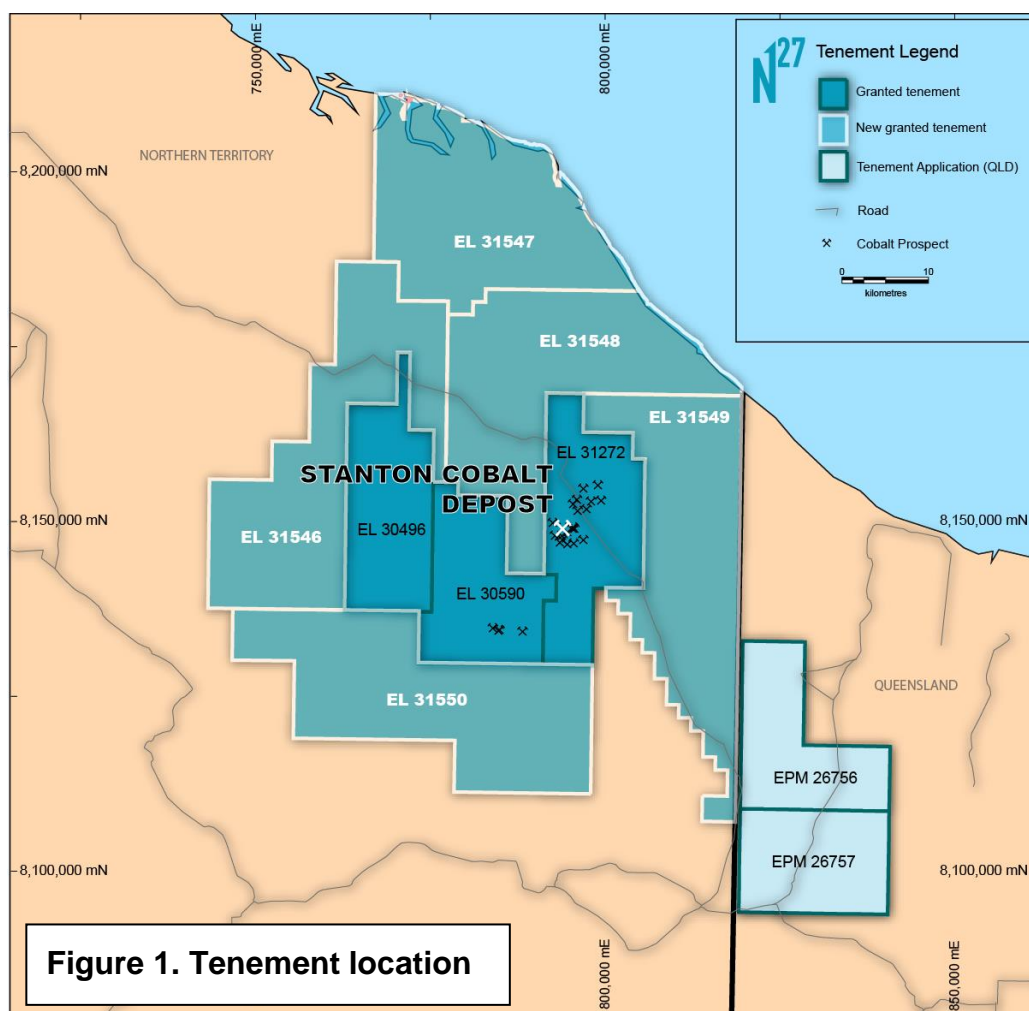 750,000 mE
800,000 mE
N27
Tenement Legend
Granted tenement
New granted tenement
Tenement Application (QLD)
Road
Cobalt Prospect
0 10
kilometres
NORTHERN TERRITORY
8,200,000 mN
EL 31547
EL 31548
EL 31549
EL 31272
STANTON COBALT
DEPOST
8,150,000 mN
8,150,000 mN
EL 31546
EL 30496
EL 30590
EL 31550
QUEENSLAND
EPM 26756
EPM 26757
8,100,000 mN
8,100,000 mN
Figure 1. Tenement location
800,000 mE
850,000 mE